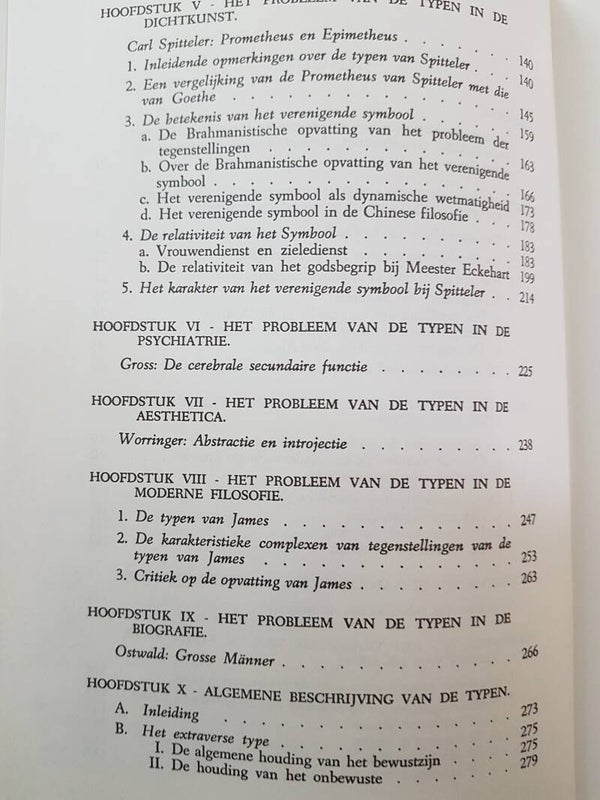 HOOFDSTUK V - HET PROBLEEM VAN DE TYPEN IN DE
DICHTKUNST.
Carl Spitteler: Prometheus en Epimetheus . . . . . . 140
1. Inleidende opmerkingen over de typen van Spitteler . 140
2. Een vergelijking van de Prometheus van Spitteler met die
van Goethe . . . . . . . . . . . 145
3. De betekenis van het verenigende symbool . . . . . 159
a. De Brahmanistische opvatting van het probleem der
tegenstellingen . . . . . . . . . . 163
b. Over de Brahmanistische opvatting van het verenigende
symbool . . . . . . . . . . . . 166
c. Het verenigende symbool als dynamische wetmatigheid 173
d. Het verenigende symbool in de Chinese filosofie . . 178
4. De relativiteit van het Symbool . . . . . . . . 183
a. Vrouwendienst en zieledienst . . . . . . . 183
b. De relativiteit van het godsbegrip bij Meester Eckehart 199
5. Het karakter van het verenigende symbool bij Spitteler . . 214
HOOFDSTUK VI - HET PROBLEEM VAN DE TYPEN IN DE
PSYCHIATRIE.
Gross: De cerebrale secundaire functie . . . . . . . 225
HOOFDSTUK VII - HET PROBLEEM VAN DE TYPEN IN DE
AESTHETICA.
Worringer: Abstractie en introjectie . . . . . . . . 238
HOOFDSTUK VIII - HET PROBLEEM VAN DE TYPEN IN DE
MODERNE FILOSOFIE.
1. De typen van James . . . . . . . . . . . 247
2. De karakteristieke complexen van tegenstellingen van de
typen van James . . . . . . . . . . . 253
3. Critiek op de opvatting van James . . . . . . . . 263
HOOFDSTUK IX - HET PROBLEEM VAN DE TYPEN IN DE
BIOGRAFIE.
Ostwald: Grosse Männer . . . . . . . . . . . 266
HOOFDSTUK X - ALGEMENE BESCHRIJVING VAN DE TYPEN.
A. Inleiding . . . . . . . . . . . . . 273
B. Het extraverse type . . . . . . . . . . . 275
I. De algemene houding van het bewustzijn . . . . 275
II. De houding van het onbewuste . . . . . . . 279